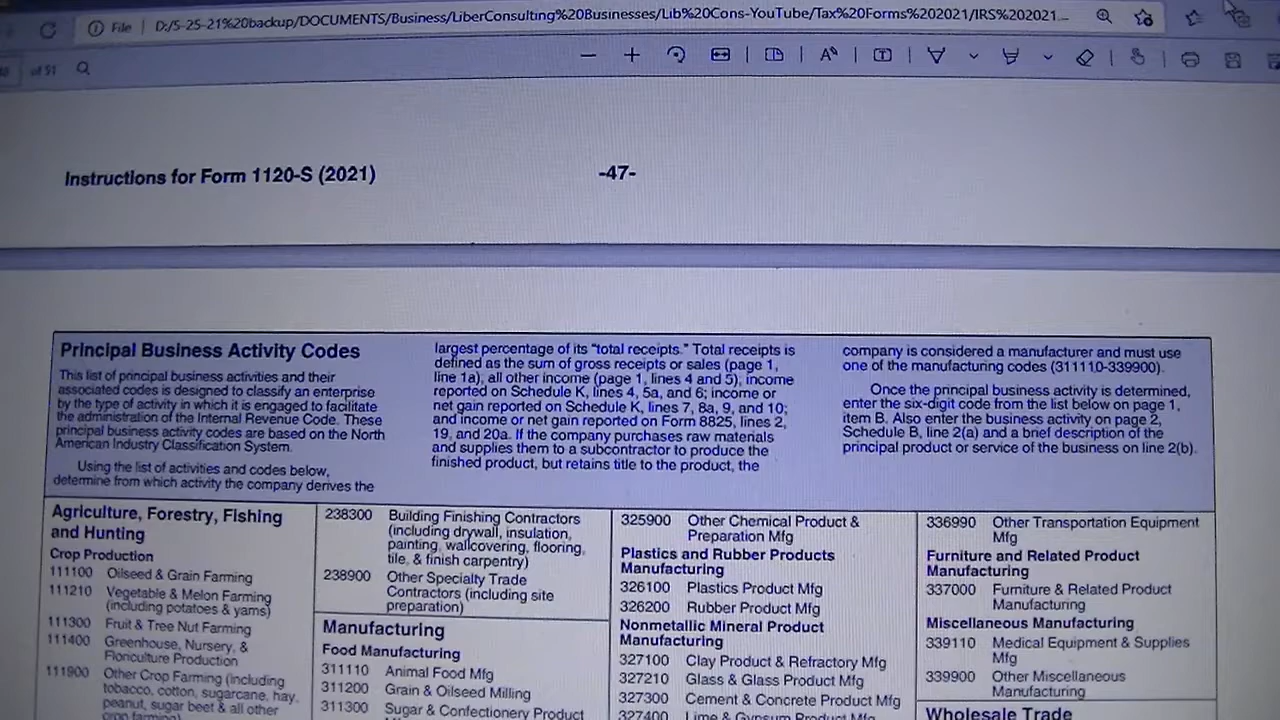 File
D:/5-25-21%20backup/DOCUMENTS/Business/LiberConsulting%20Businesses/Lib%20Cons-YouTube/Tax%20Forms%202021/IRS%202021...
of 51
Instructions for Form 1120-S (2021)
-47-
Principal Business Activity Codes
This list of principal business activities and their
associated codes is designed to classify an enterprise
by the type of activity in which it is engaged to facilitate
the administration of the Internal Revenue Code. These
principal business activity codes are based on the North
American Industry Classification System.
Using the list of activities and codes below,
determine from which activity the company derives the
largest percentage of its "total receipts." Total receipts is
defined as the sum of gross receipts or sales (page 1,
line 1a), all other income (page 1, lines 4 and 5), income
reported on Schedule K, lines 4, 5a, and 6; income or
net gain reported on Schedule K, lines 7, 8a, 9, and 10;
and income or net gain reported on Form 8825, lines 2,
19, and 20a. If the company purchases raw materials
and supplies them to a subcontractor to produce the
finished product, but retains title to the product, the
company is considered a manufacturer and must use
one of the manufacturing codes (311110-339900).
Once the principal business activity is determined,
enter the six-digit code from the list below on page 1,
item B. Also enter the business activity on page 2,
Schedule B, line 2(a) and a brief description of the
principal product or service of the business on line 2(b).
Agriculture, Forestry, Fishing
and Hunting
Crop Production
111100 Oilseed & Grain Farming
111210 Vegetable & Melon Farming
(including potatoes & yams)
111300 Fruit & Tree Nut Farming
111400 Greenhouse, Nursery, &
Floriculture Production
111900 Other Crop Farming (including
tobacco, cotton, sugarcane, hay,
peanut, sugar beet & all other
crop farming)
238300 Building Finishing Contractors
(including drywall, insulation,
painting, wallcovering, flooring,
tile, & finish carpentry)
238900 Other Specialty Trade
Contractors (including site
preparation)
Manufacturing
Food Manufacturing
311110 Animal Food Mfg
311200 Grain & Oilseed Milling
311300 Sugar & Confectionery Product
325900 Other Chemical Product &
Preparation Mfg
Plastics and Rubber Products
Manufacturing
326100 Plastics Product Mfg
326200 Rubber Product Mfg
Nonmetallic Mineral Product
Manufacturing
327100 Clay Product & Refractory Mfg
327210 Glass & Glass Product Mfg
327300 Cement & Concrete Product Mfg
327400 Lime & Gypsum Product Mfg
336990 Other Transportation Equipment
Mfg
Furniture and Related Product
Manufacturing
337000 Furniture & Related Product
Manufacturing
Miscellaneous Manufacturing
339110 Medical Equipment & Supplies
Mfg
339900 Other Miscellaneous
Manufacturing
Wholesale Trade